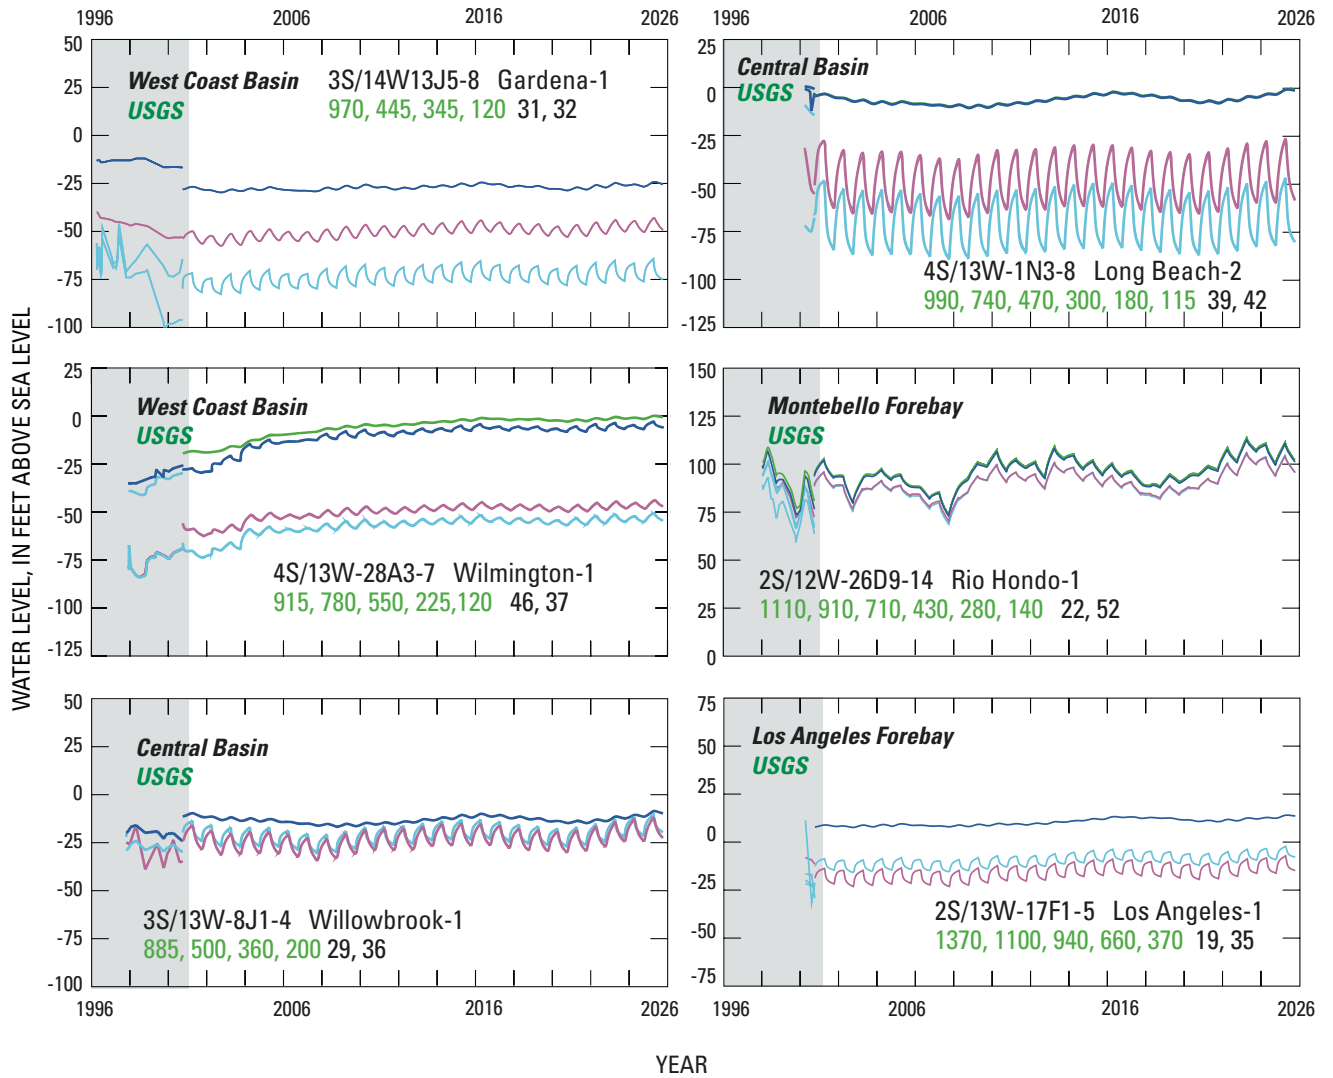 1996 2006 2016 2026
1996 2006 2016 2026
WATER LEVEL, IN FEET ABOVE SEA LEVEL
50
25
0
-25
-50
-75
-100
West Coast Basin 3S/14W13J5-8 Gardena-1
USGS 970, 445, 345, 120 31, 32
25
0
-25
-50
-75
-100
-125
Central Basin
USGS
4S/13W-1N3-8 Long Beach-2
990, 740, 470, 300, 180, 115 39, 42
25
0
-25
-50
-75
-100
-125
West Coast Basin
USGS
4S/13W-28A3-7 Wilmington-1
915, 780, 550, 225,120 46, 37
150
125
100
75
50
25
0
Montebello Forebay
USGS
2S/12W-26D9-14 Rio Hondo-1
1110, 910, 710, 430, 280, 140 22, 52
50
25
0
-25
-50
-75
-100
Central Basin
USGS
3S/13W-8J1-4 Willowbrook-1
885, 500, 360, 200 29, 36
75
50
25
0
-25
-50
-75
Los Angeles Forebay
USGS
2S/13W-17F1-5 Los Angeles-1
1370, 1100, 940, 660, 370 19, 35
1996 2006 2016 2026
1996 2006 2016 2026
YEAR